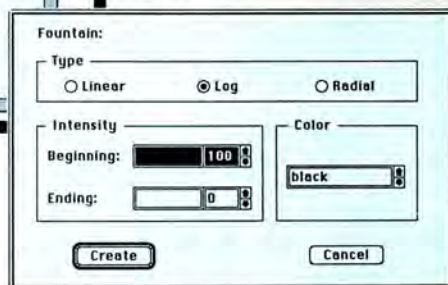 Fountain:
Type
Linear Log Radial
Intensity
Beginning: 100
Ending: 0
Color
black
Create Cancel